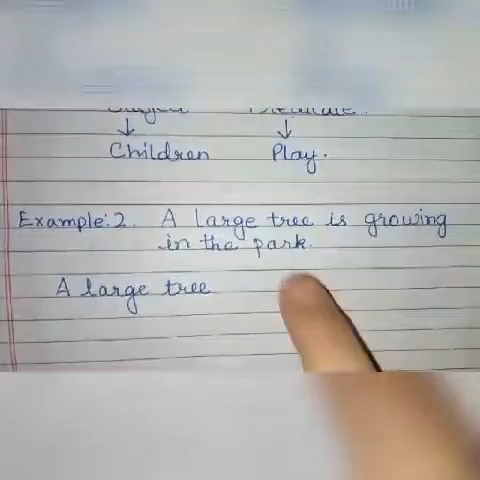 Children Play.
Example:2. A large tree is growing
in the park.
A large tree